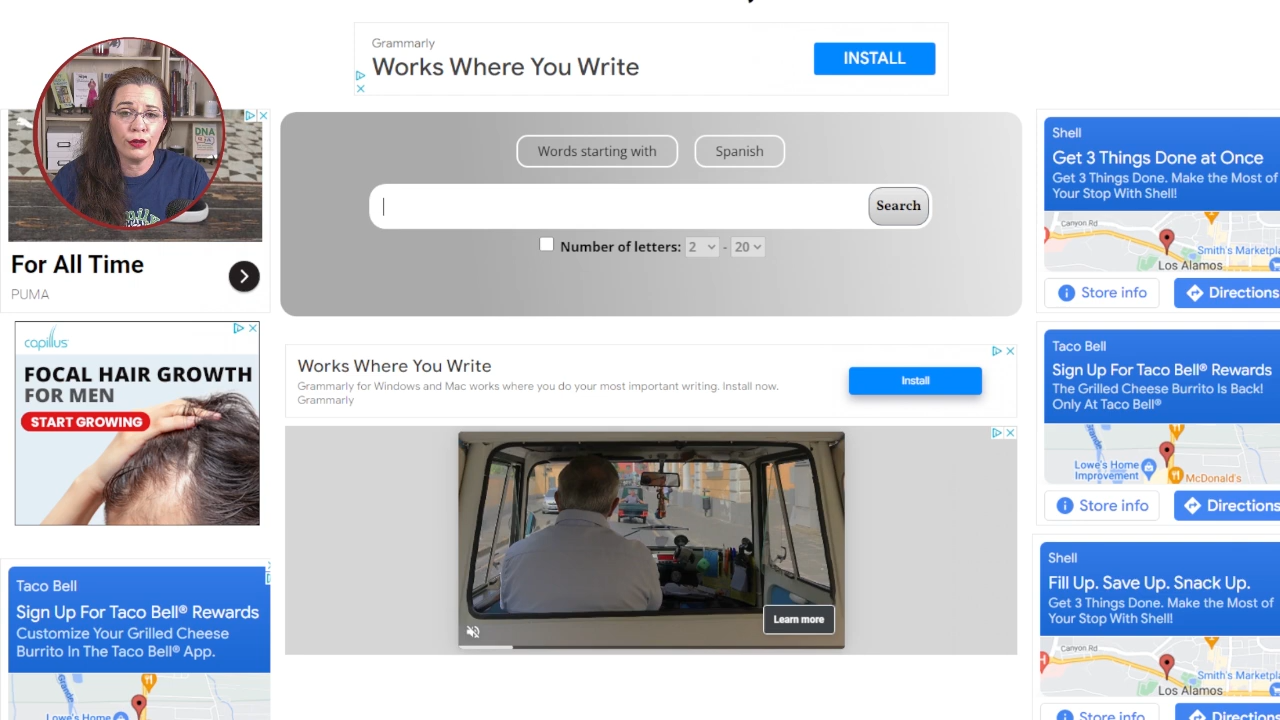 Grammarly
Works Where You Write
INSTALL
DNA
For All Time
PUMA
capillus
FOCAL HAIR GROWTH
FOR MEN
START GROWING
Taco Bell
Sign Up For Taco Bell® Rewards
Customize Your Grilled Cheese
Burrito In The Taco Bell® App.
Lowe's Home
Words starting with
Spanish
Search
Number of letters: 2 - 20
Works Where You Write
Grammarly for Windows and Mac works where you do your most important writing. Install now.
Grammarly
Install
Learn more
Shell
Get 3 Things Done at Once
Get 3 Things Done. Make the Most of
Your Stop With Shell!
Canyon Rd
Smith's Marketpla
Los Alamos
Store info
Directions
Taco Bell
Sign Up For Taco Bell® Rewards
The Grilled Cheese Burrito Is Back!
Only At Taco Bell®
Lowe's Home
Improvement
McDonald's
Store info
Directions
Shell
Fill Up. Save Up. Snack Up.
Get 3 Things Done. Make the Most of
Your Stop With Shell!
Canyon Rd
Smith's Marketpla
Los Alamos
Store info
Directions